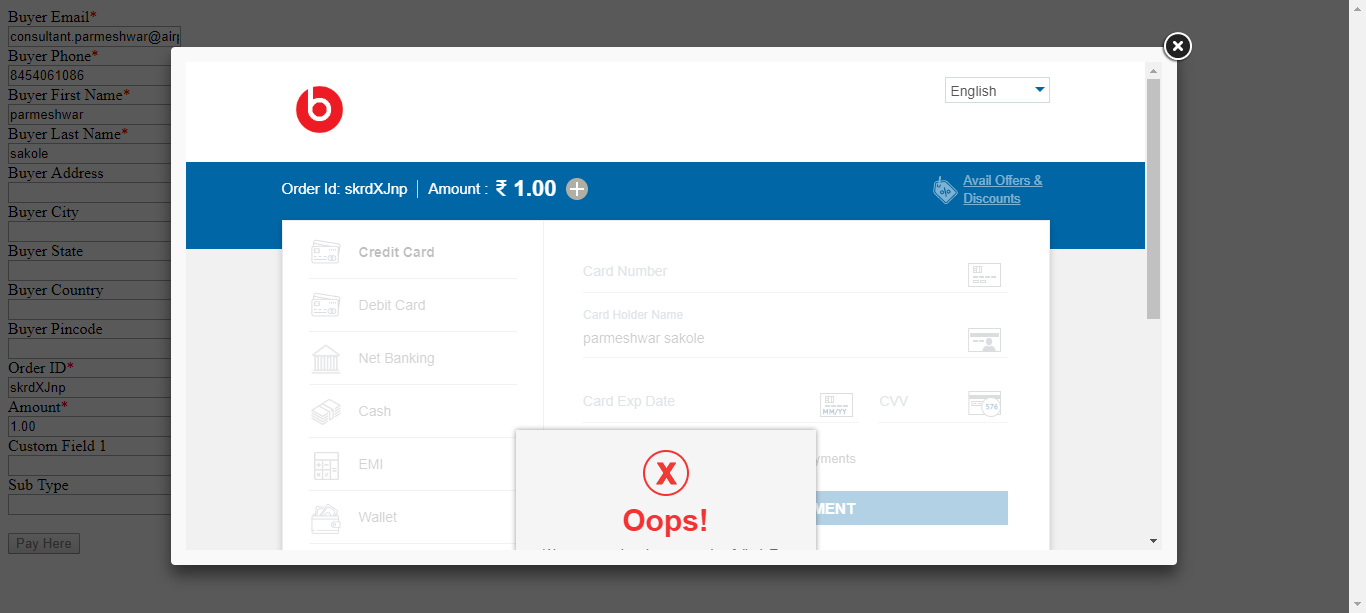 Buyer Email*
consultant.parmeshwar@air
Buyer Phone*
8454061086
Buyer First Name*
parmeshwar
Buyer Last Name*
sakole
Buyer Address
Buyer City
Buyer State
Buyer Country
Buyer Pincode
Order ID*
skrdXJnp
Amount*
1.00
Custom Field 1
Sub Type
Pay Here
b
English
Order Id: skrdXJnp | Amount : ₹ 1.00
Avail Offers &
Discounts
Credit Card
Debit Card
Net Banking
Cash
EMI
Wallet
Card Number
Card Holder Name
parmeshwar sakole
Card Exp Date
MM/YY
CVV
576
yments
MENT
X
Oops!